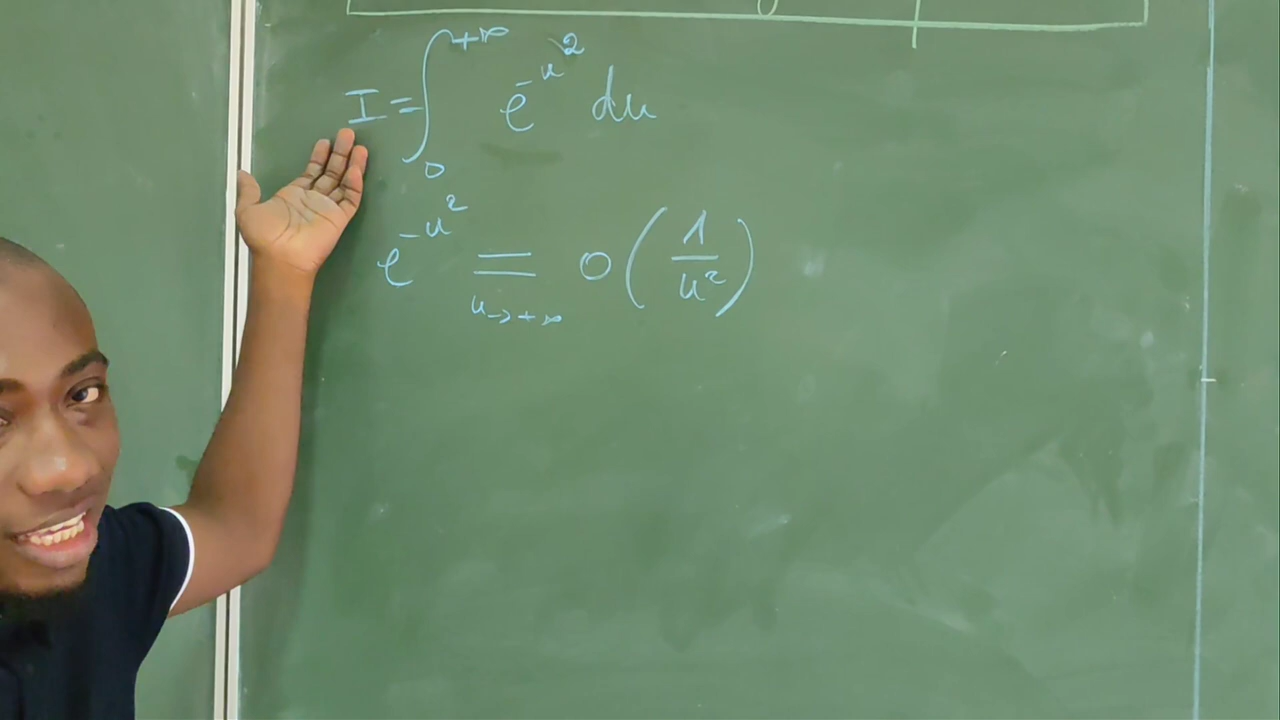 I = ∫₀^{+∞} e^{-u²} du
e^{-u²} =_{u→+∞} o(1/u²)